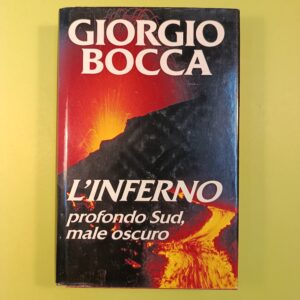 GIORGIO
BOCCA
L'INFERNO
profondo Sud,
male oscuro